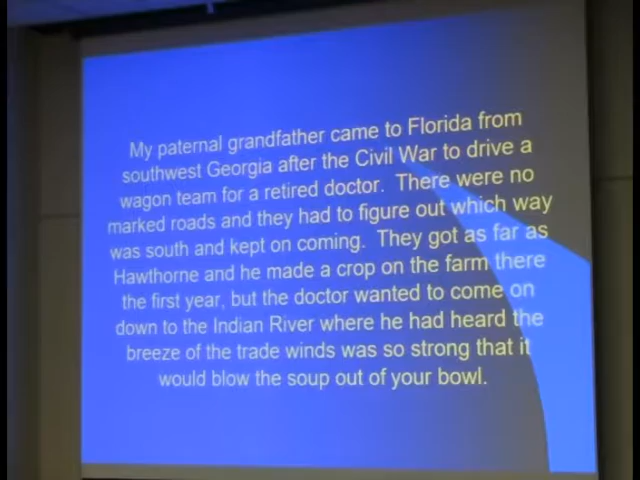 My paternal grandfather came to Florida from
southwest Georgia after the Civil War to drive a
wagon team for a retired doctor. There were no
marked roads and they had to figure out which way
was south and kept on coming. They got as far as
Hawthorne and he made a crop on the farm there
the first year, but the doctor wanted to come on
down to the Indian River where he had heard the
breeze of the trade winds was so strong that it
would blow the soup out of your bowl.